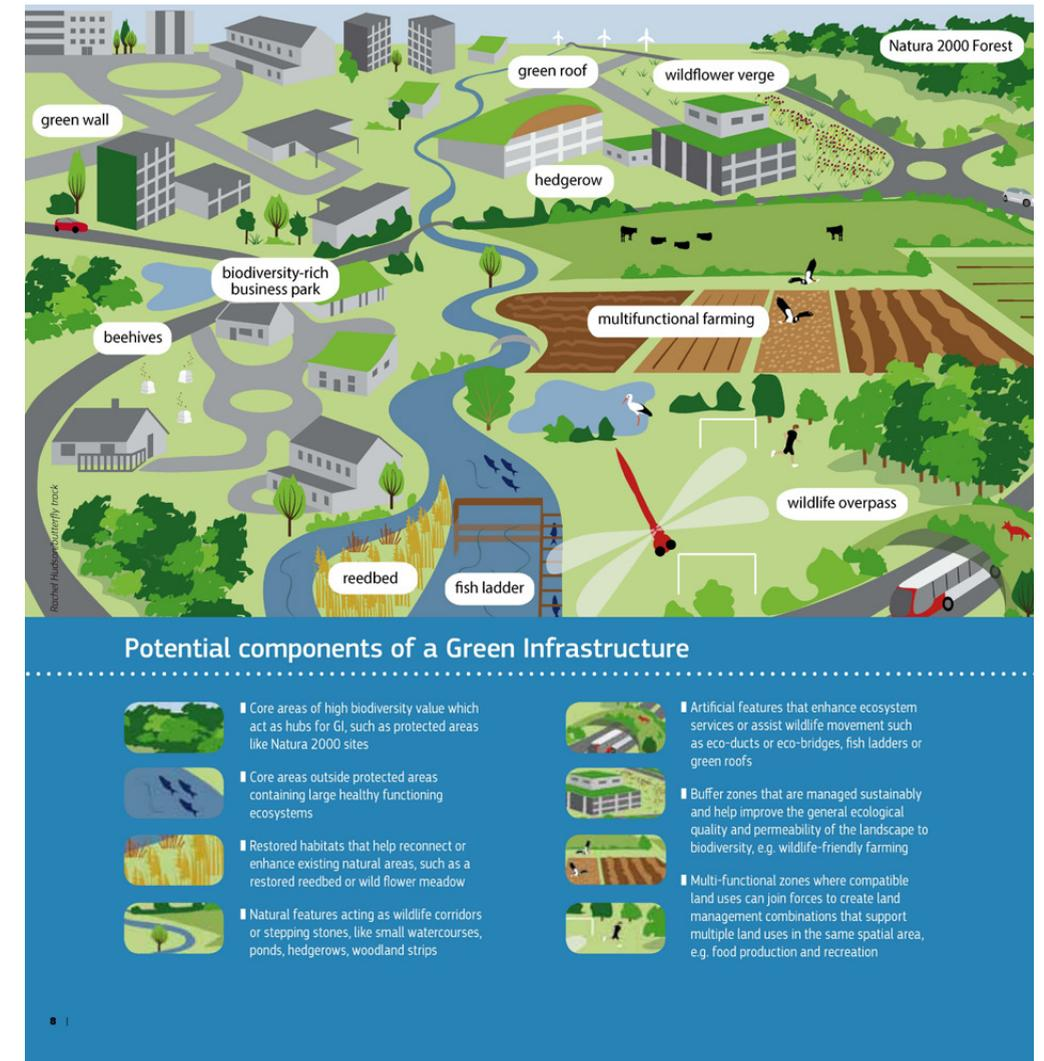 Natura 2000 Forest
green roof
wildflower verge
green wall
hedgerow
biodiversity-rich
business park
multifunctional farming
beehives
wildlife overpass
reedbed
fish ladder
Rachel Hudson/butterfly track
Potential components of a Green Infrastructure
Core areas of high biodiversity value which
act as hubs for GI, such as protected areas
like Natura 2000 sites
Core areas outside protected areas
containing large healthy functioning
ecosystems
Restored habitats that help reconnect or
enhance existing natural areas, such as a
restored reedbed or wild flower meadow
Natural features acting as wildlife corridors
or stepping stones, like small watercourses,
ponds, hedgerows, woodland strips
Artificial features that enhance ecosystem
services or assist wildlife movement such
as eco-ducts or eco-bridges, fish ladders or
green roofs
Buffer zones that are managed sustainably
and help improve the general ecological
quality and permeability of the landscape to
biodiversity, e.g. wildlife-friendly farming
Multi-functional zones where compatible
land uses can join forces to create land
management combinations that support
multiple land uses in the same spatial area,
e.g. food production and recreation
8 |